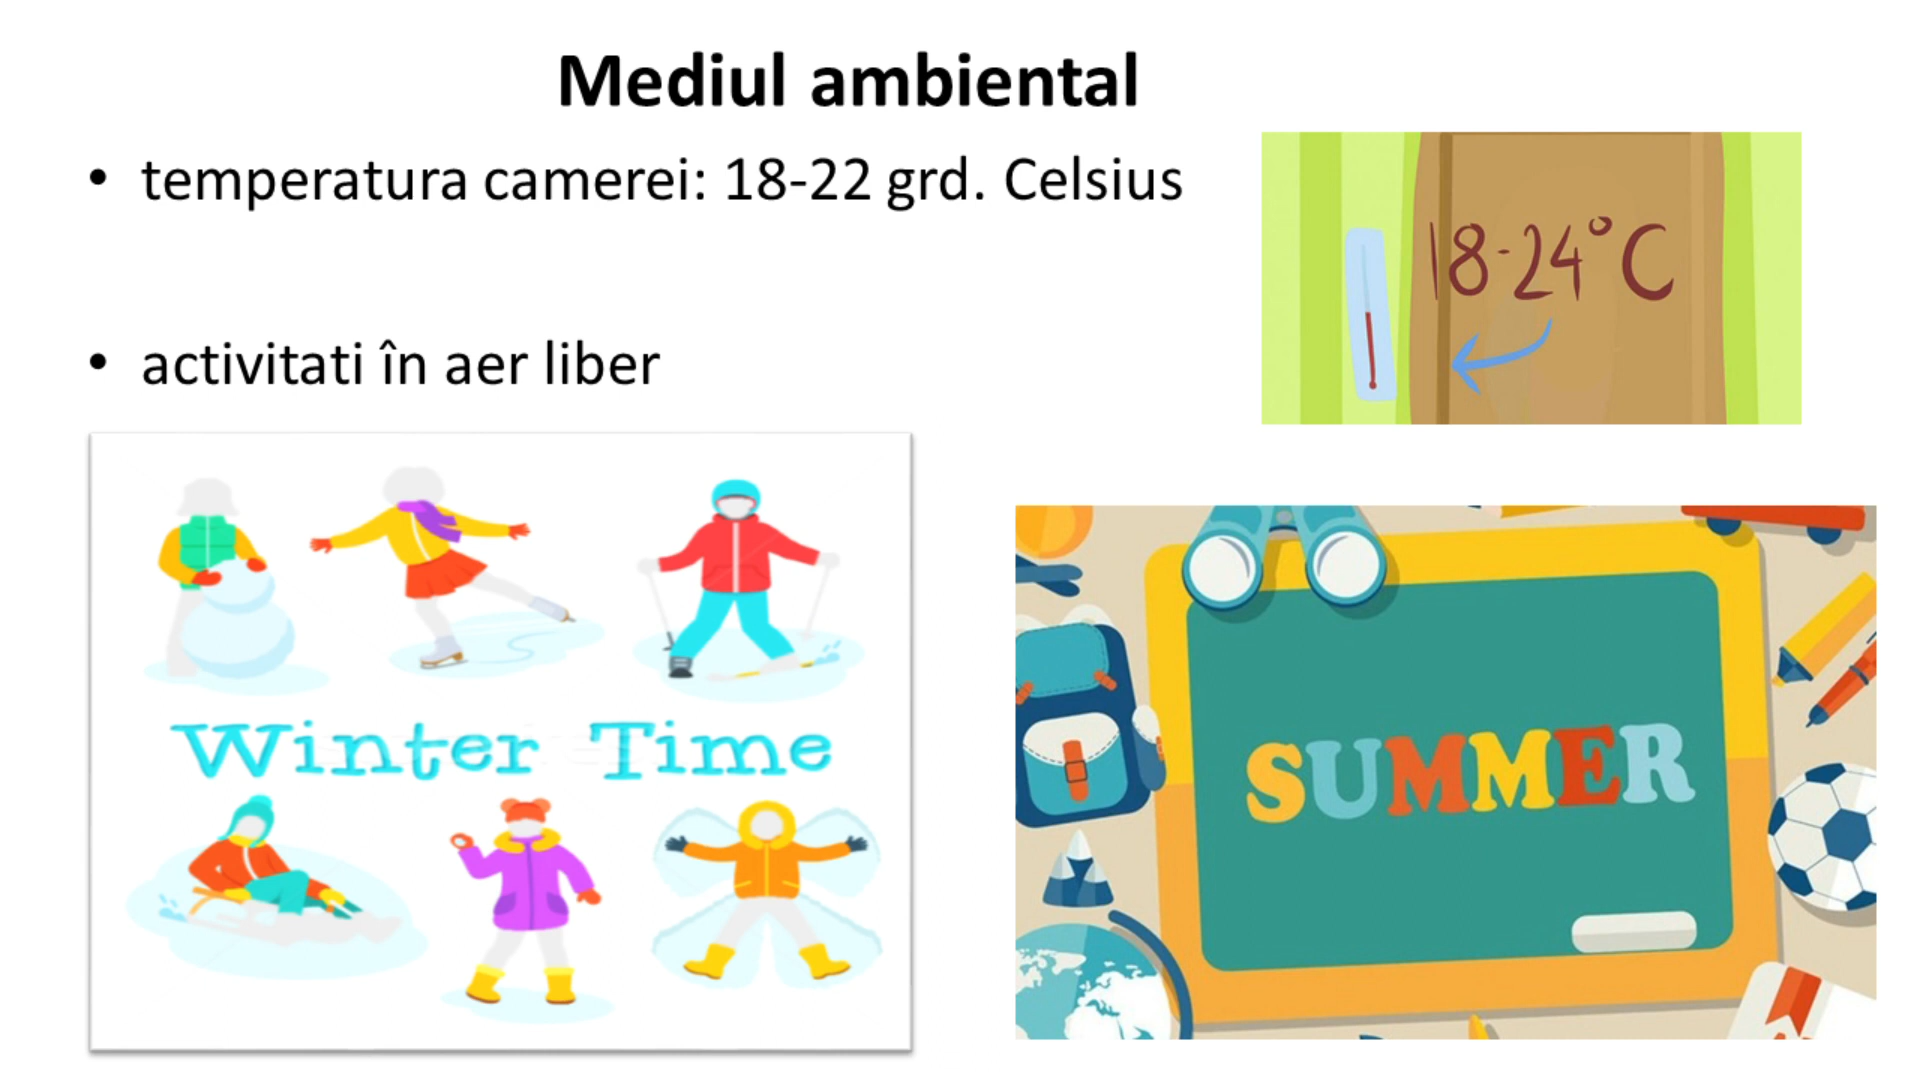 Mediul ambiental
• temperatura camerei: 18-22 grd. Celsius
18-24°C
• activitati în aer liber
Winter Time
SUMMER